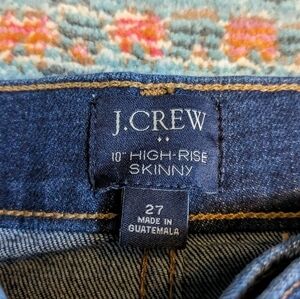 J.CREW
10" HIGH-RISE
SKINNY
27
MADE IN
GUATEMALA